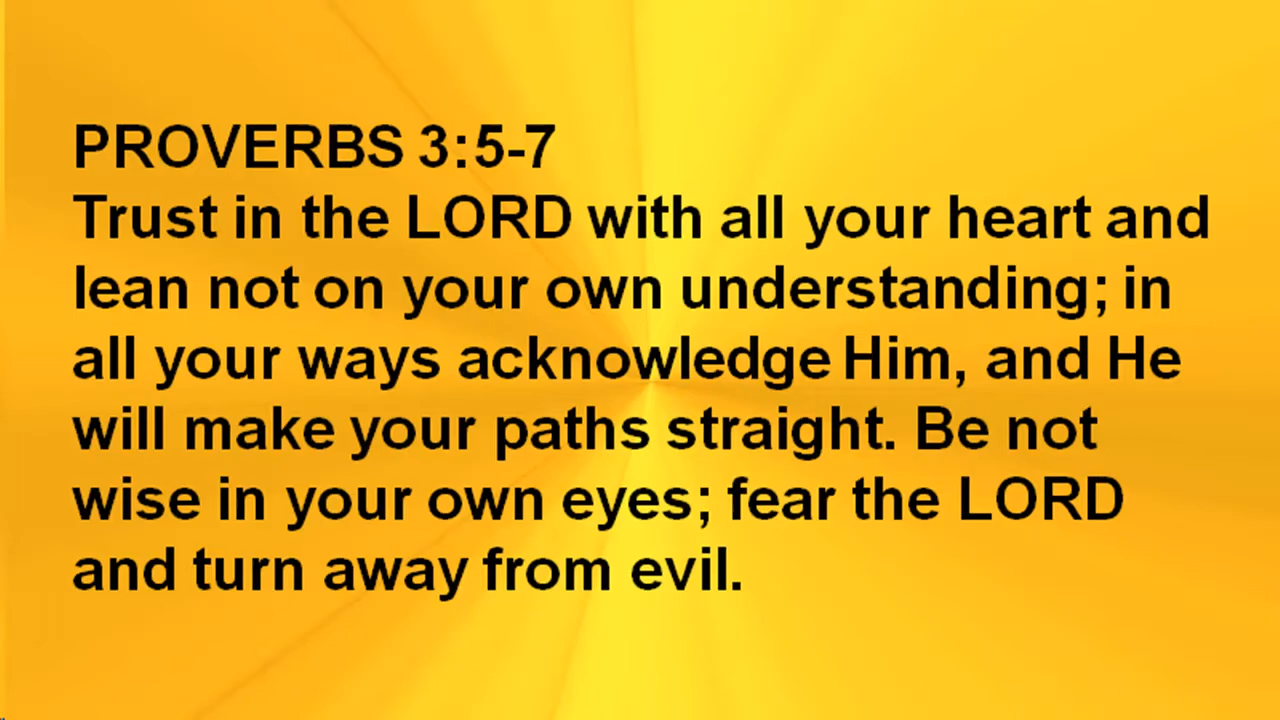 PROVERBS 3:5-7
Trust in the LORD with all your heart and
lean not on your own understanding; in
all your ways acknowledge Him, and He
will make your paths straight. Be not
wise in your own eyes; fear the LORD
and turn away from evil.